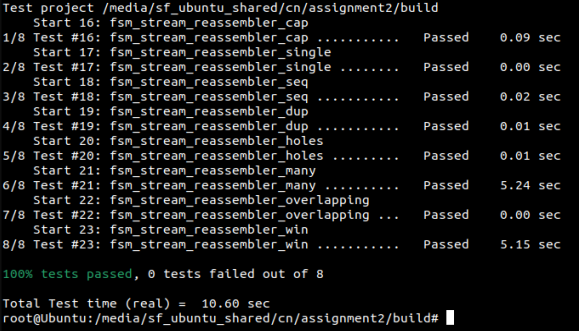 Test project /media/sf_ubuntu_shared/cn/assignment2/build
    Start 16: fsm_stream_reassembler_cap
1/8 Test #16: fsm_stream_reassembler_cap ...........   Passed    0.09 sec
    Start 17: fsm_stream_reassembler_single
2/8 Test #17: fsm_stream_reassembler_single ........   Passed    0.00 sec
    Start 18: fsm_stream_reassembler_seq
3/8 Test #18: fsm_stream_reassembler_seq ...........   Passed    0.02 sec
    Start 19: fsm_stream_reassembler_dup
4/8 Test #19: fsm_stream_reassembler_dup ...........   Passed    0.01 sec
    Start 20: fsm_stream_reassembler_holes
5/8 Test #20: fsm_stream_reassembler_holes .........   Passed    0.01 sec
    Start 21: fsm_stream_reassembler_many
6/8 Test #21: fsm_stream_reassembler_many ..........   Passed    5.24 sec
    Start 22: fsm_stream_reassembler_overlapping
7/8 Test #22: fsm_stream_reassembler_overlapping ...   Passed    0.00 sec
    Start 23: fsm_stream_reassembler_win
8/8 Test #23: fsm_stream_reassembler_win ...........   Passed    5.15 sec
100% tests passed, 0 tests failed out of 8
Total Test time (real) =  10.60 sec
root@Ubuntu:/media/sf_ubuntu_shared/cn/assignment2/build#